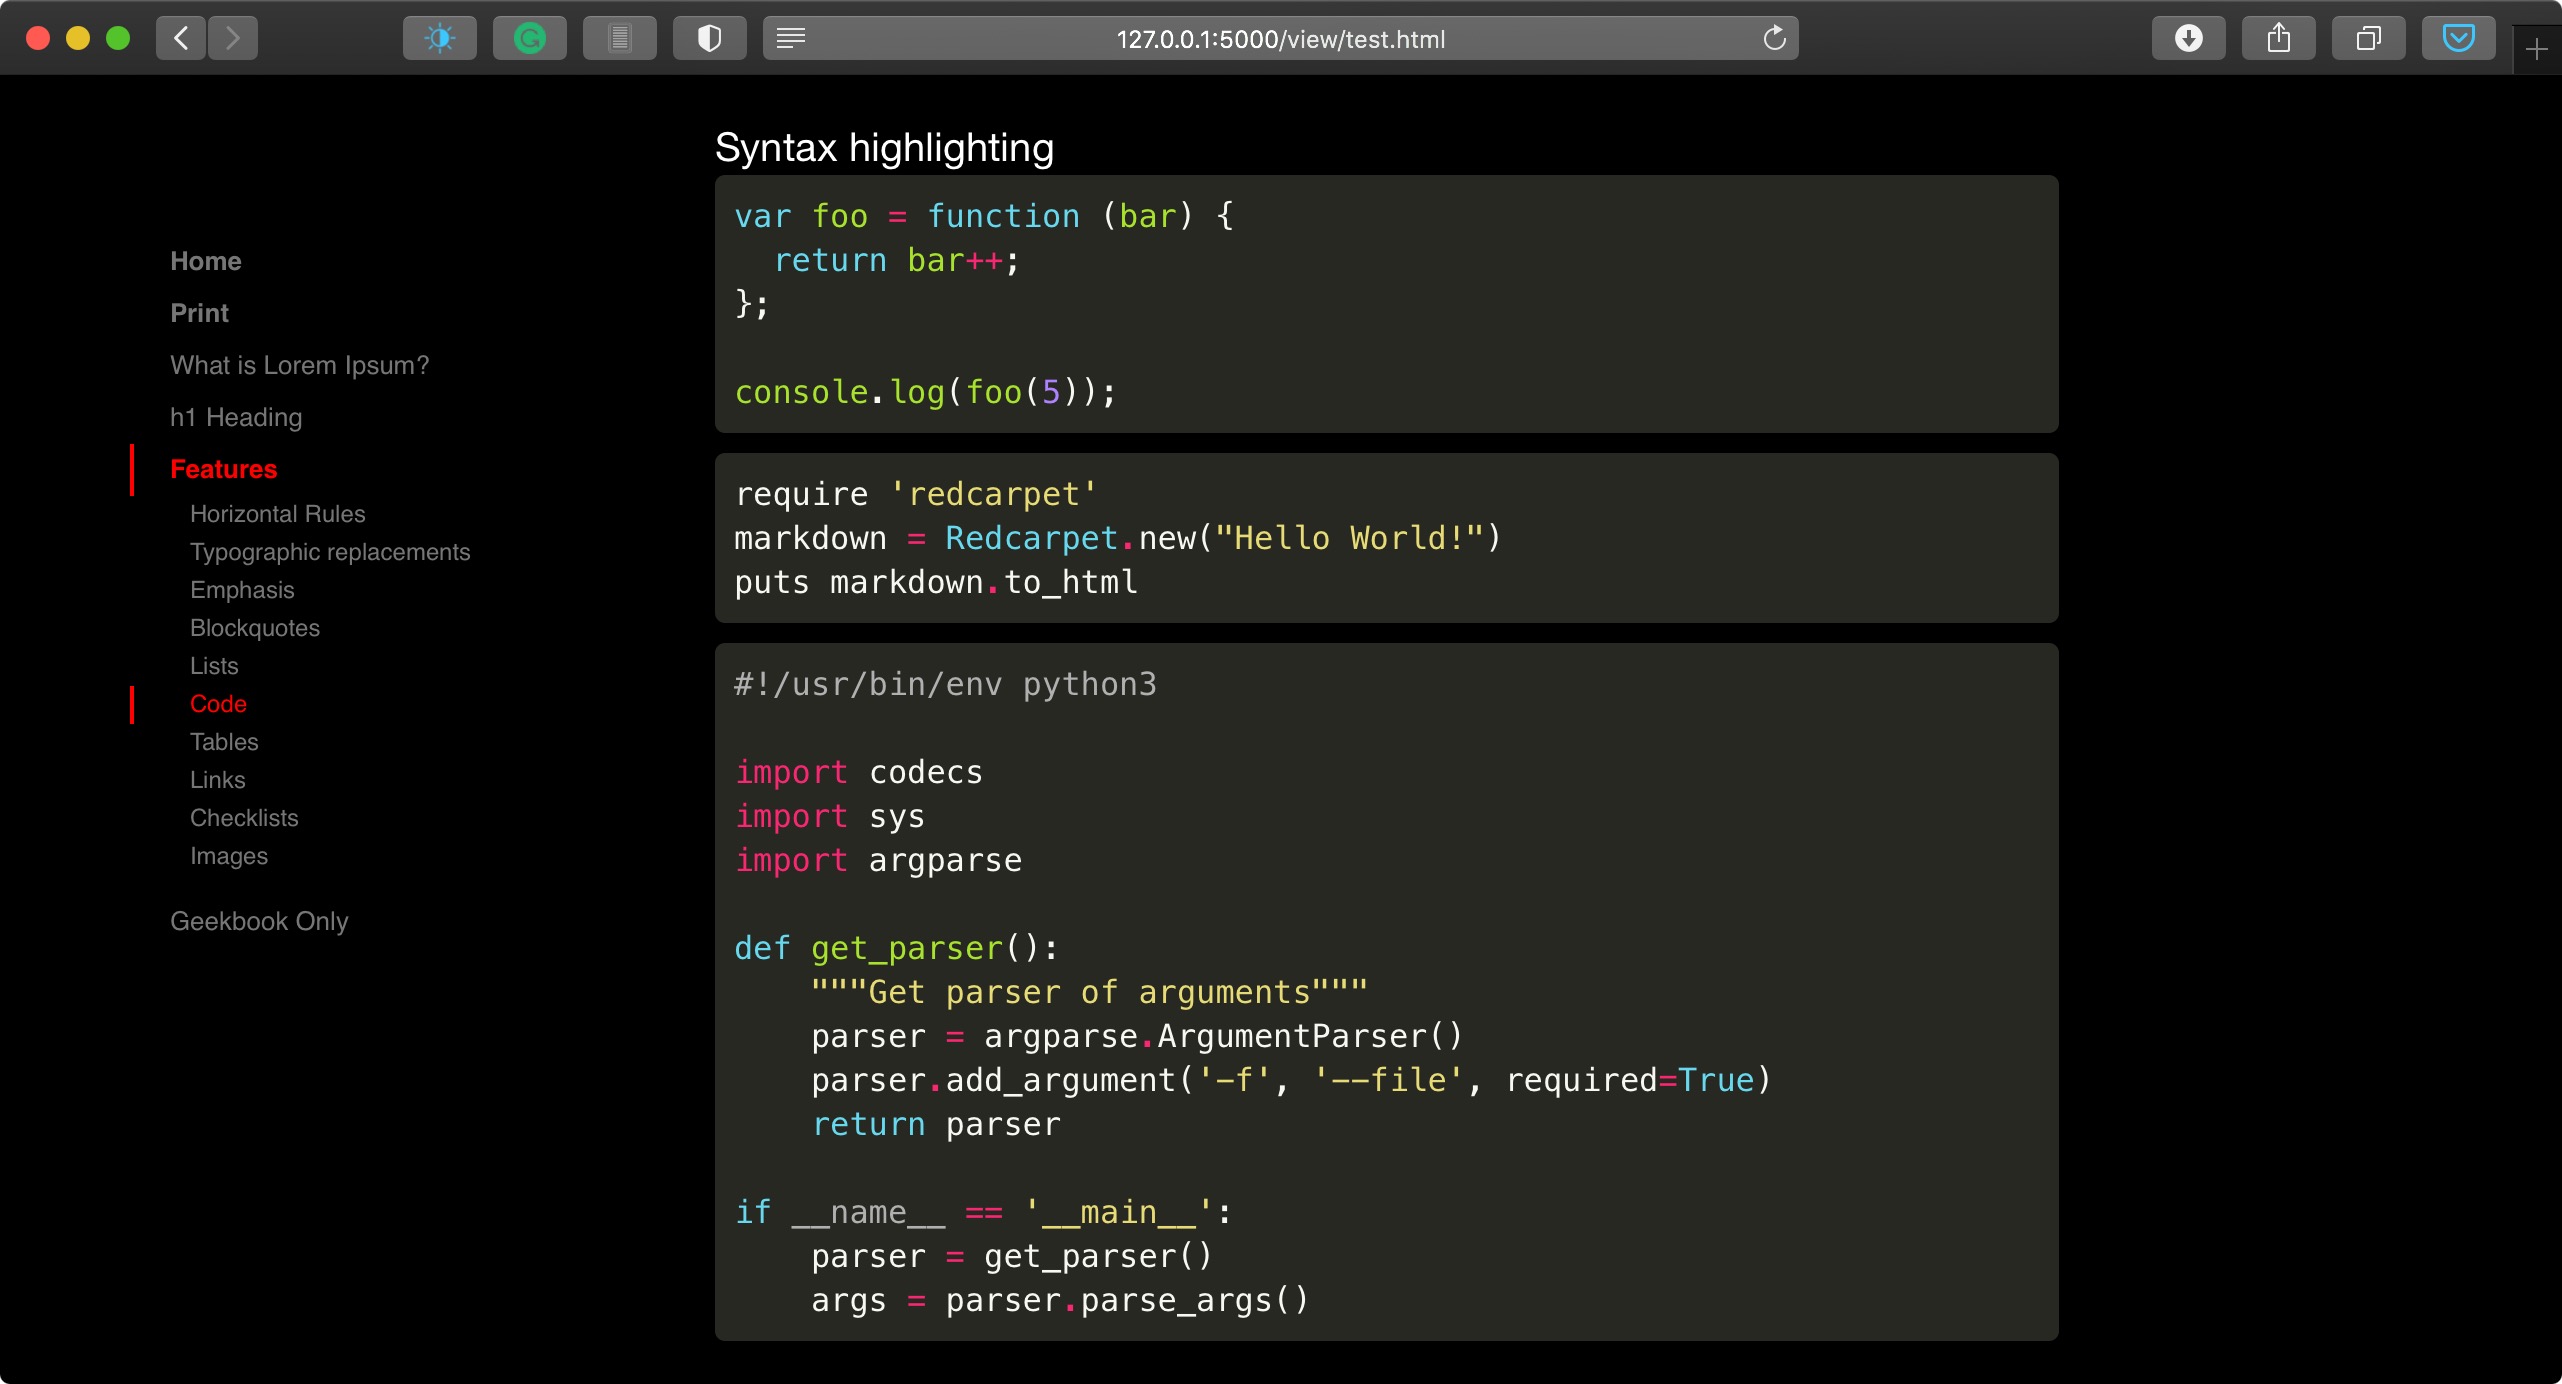 127.0.0.1:5000/view/test.html
Home
Print
What is Lorem Ipsum?
h1 Heading
Features
Horizontal Rules
Typographic replacements
Emphasis
Blockquotes
Lists
Code
Tables
Links
Checklists
Images
Geekbook Only
Syntax highlighting
var foo = function (bar) {
  return bar++;
};
console.log(foo(5));
require 'redcarpet'
markdown = Redcarpet.new("Hello World!")
puts markdown.to_html
#!/usr/bin/env python3
import codecs
import sys
import argparse
def get_parser():
    """Get parser of arguments"""
    parser = argparse.ArgumentParser()
    parser.add_argument('-f', '--file', required=True)
    return parser
if __name__ == '__main__':
    parser = get_parser()
    args = parser.parse_args()